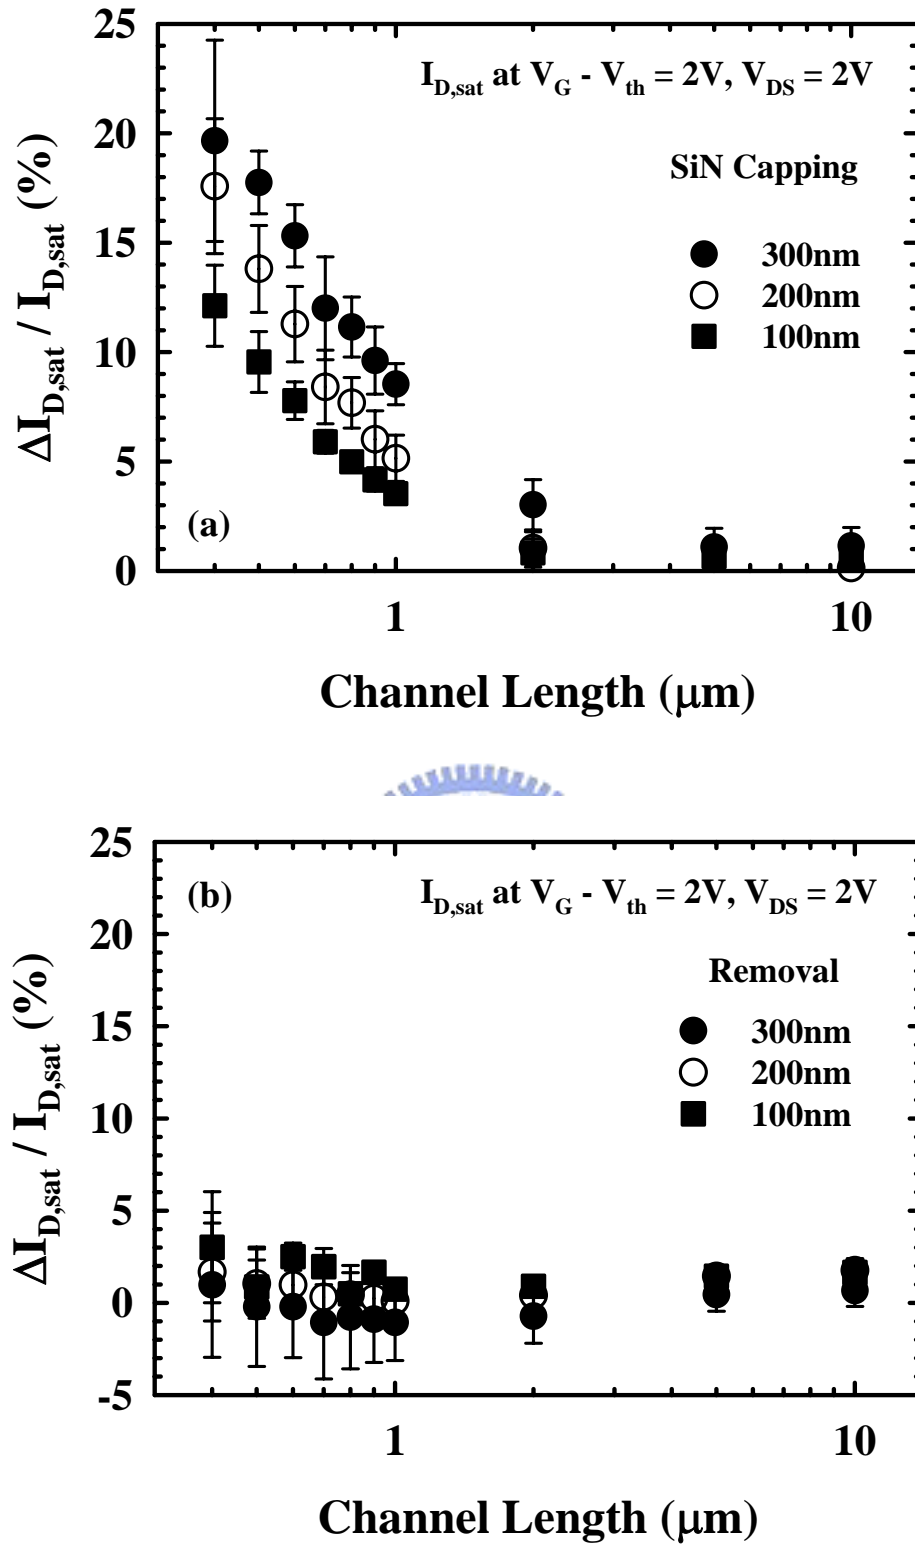 25
I_D,sat at V_G - V_th = 2V, V_DS = 2V
20
SiN Capping
15
300nm
200nm
10
100nm
5
(a)
0
ΔI_D,sat / I_D,sat (%)
1 10
Channel Length (μm)
25
(b) I_D,sat at V_G - V_th = 2V, V_DS = 2V
20
Removal
15
300nm
200nm
10
100nm
5
0
-5
ΔI_D,sat / I_D,sat (%)
1 10
Channel Length (μm)